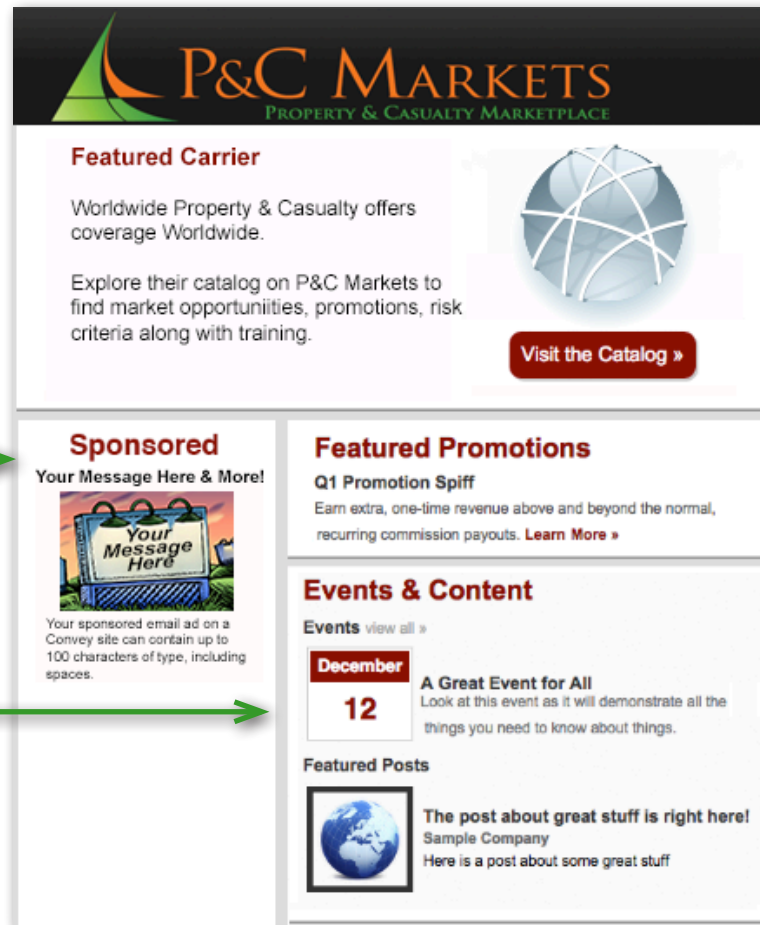 P&C MARKETS
PROPERTY & CASUALTY MARKETPLACE
Featured Carrier
Worldwide Property & Casualty offers
coverage Worldwide.
Explore their catalog on P&C Markets to
find market opportuniities, promotions, risk
criteria along with training.
Visit the Catalog »
Sponsored
Your Message Here & More!
Your
Message
Here
Your sponsored email ad on a
Convey site can contain up to
100 characters of type, including
spaces.
Featured Promotions
Q1 Promotion Spiff
Earn extra, one-time revenue above and beyond the normal,
recurring commission payouts. Learn More »
Events & Content
Events view all »
December
12
A Great Event for All
Look at this event as it will demonstrate all the
things you need to know about things.
Featured Posts
The post about great stuff is right here!
Sample Company
Here is a post about some great stuff